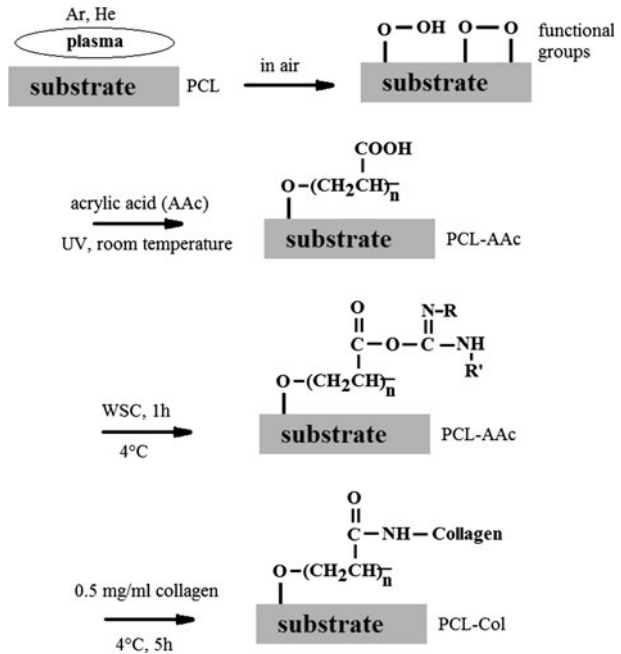 Ar, He
plasma
substrate PCL
in air
O OH O O
functional
groups
acrylic acid (AAc)
UV, room temperature
COOH
O-(CH2CH)n
substrate
PCL-AAc
WSC, 1h
4°C
O N-R
C-O-C-NH
R'
O-(CH2CH)n
substrate
PCL-AAc
0.5 mg/ml collagen
4°C, 5h
O
C-NH-Collagen
O-(CH2CH)n
substrate
PCL-Col